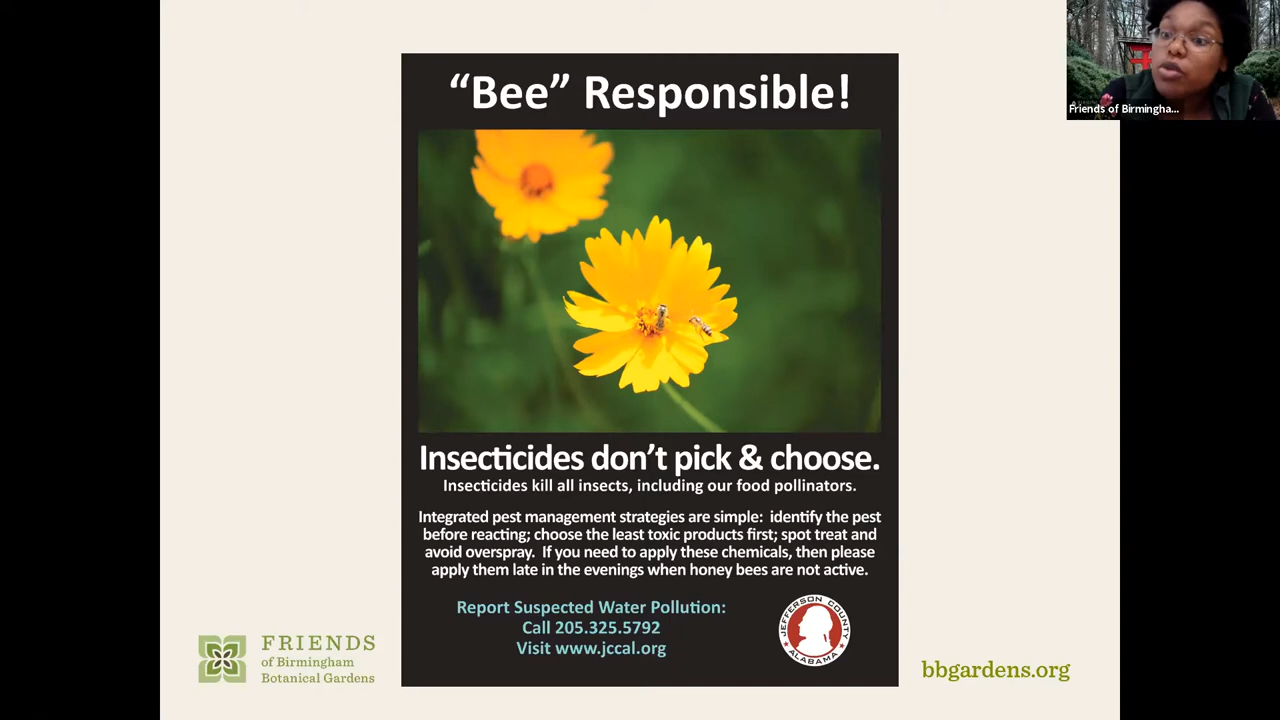 “Bee” Responsible!
Friends of Birmingha...
Insecticides don’t pick & choose.
Insecticides kill all insects, including our food pollinators.
Integrated pest management strategies are simple: identify the pest
before reacting; choose the least toxic products first; spot treat and
avoid overspray. If you need to apply these chemicals, then please
apply them late in the evenings when honey bees are not active.
Report Suspected Water Pollution:
Call 205.325.5792
Visit www.jccal.org
JEFFERSON COUNTY
ALABAMA
FRIENDS
of Birmingham
Botanical Gardens
bbgardens.org